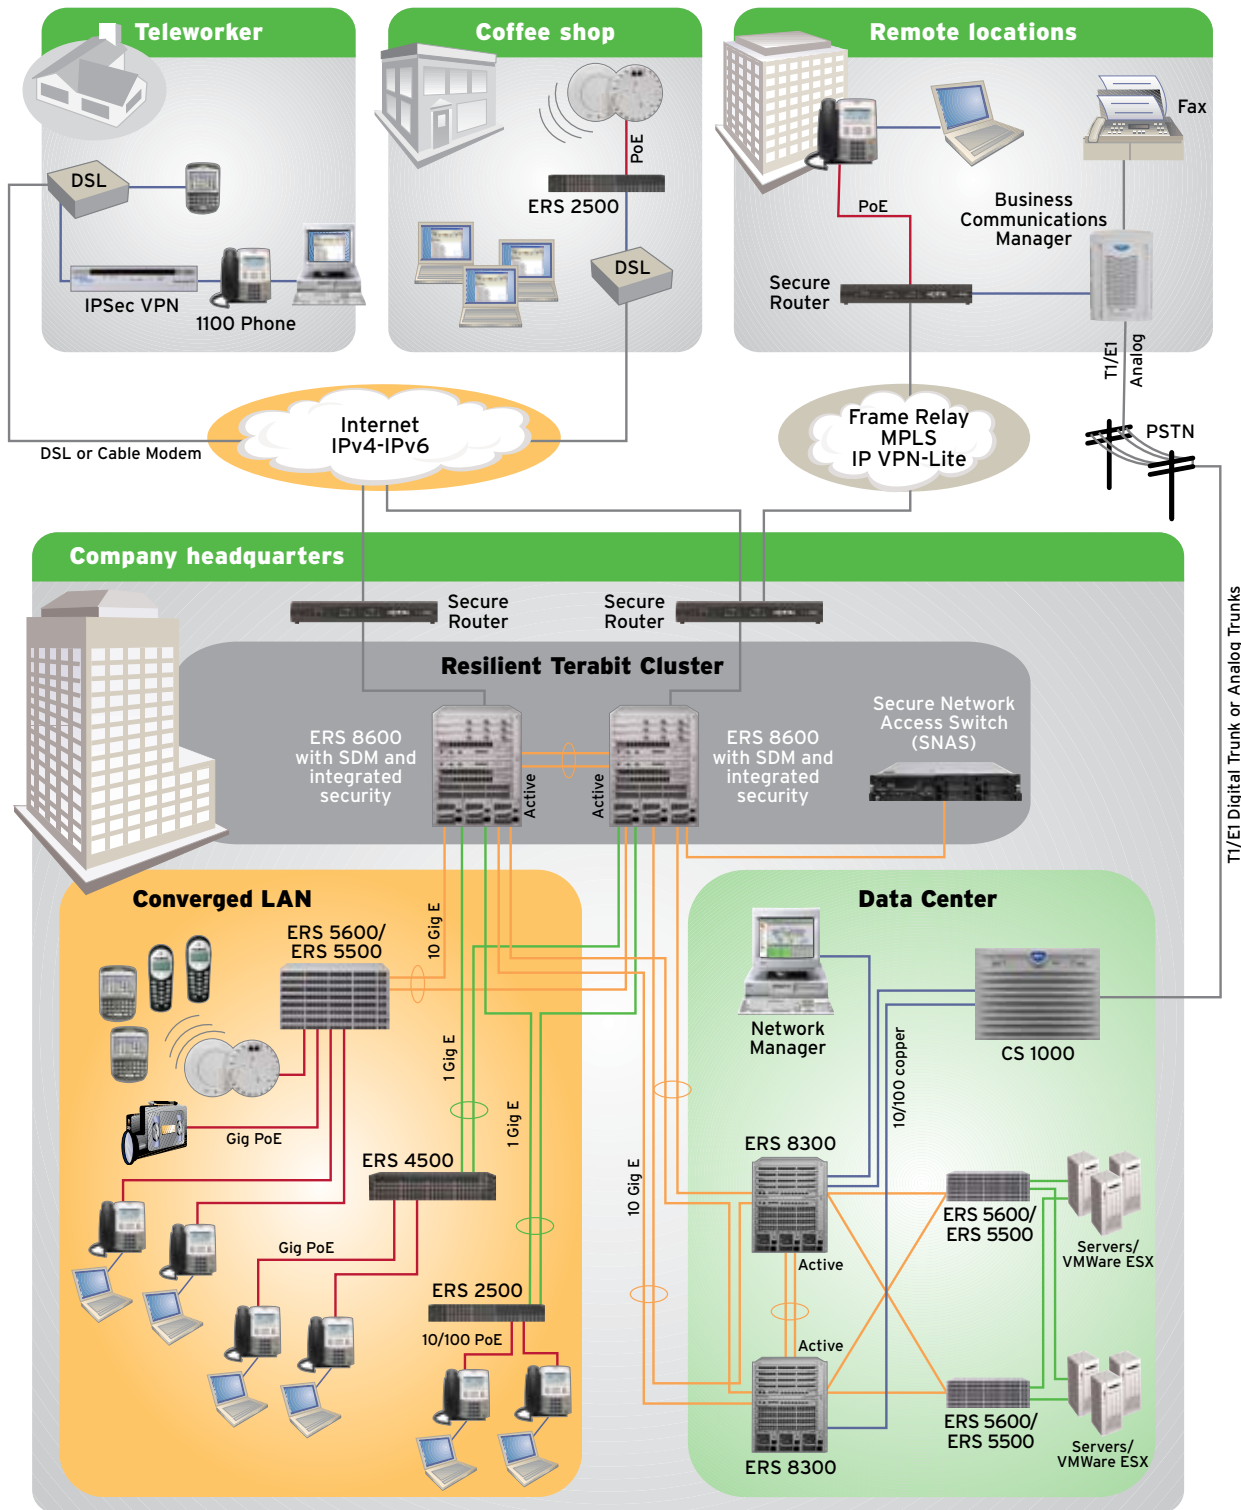 Teleworker
Coffee shop
Remote locations
DSL
IPSec VPN
1100 Phone
PoE
ERS 2500
DSL
Fax
PoE
Business
Communications
Manager
Secure
Router
T1/E1
Analog
Internet
IPv4-IPv6
DSL or Cable Modem
Frame Relay
MPLS
IP VPN-Lite
PSTN
T1/E1 Digital Trunk or Analog Trunks
Company headquarters
Secure
Router
Secure
Router
Resilient Terabit Cluster
ERS 8600
with SDM and
integrated
security
Active
Active
ERS 8600
with SDM and
integrated
security
Secure Network
Access Switch
(SNAS)
Converged LAN
ERS 5600/
ERS 5500
10 Gig E
1 Gig E
1 Gig E
Gig PoE
ERS 4500
Gig PoE
ERS 2500
10/100 PoE
10 Gig E
Data Center
Network
Manager
CS 1000
10/100 copper
ERS 8300
Active
ERS 5600/
ERS 5500
Servers/
VMWare ESX
Active
ERS 8300
ERS 5600/
ERS 5500
Servers/
VMWare ESX